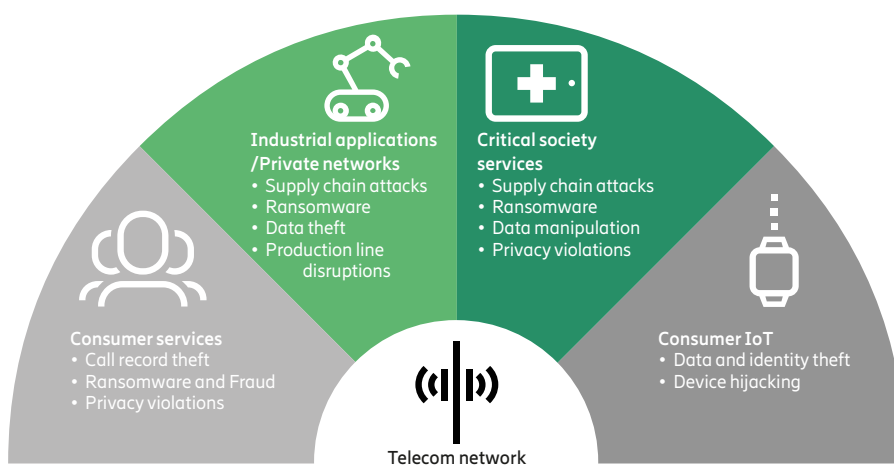 Industrial applications
/Private networks
• Supply chain attacks
• Ransomware
• Data theft
• Production line
disruptions
Critical society
services
• Supply chain attacks
• Ransomware
• Data manipulation
• Privacy violations
Consumer services
• Call record theft
• Ransomware and Fraud
• Privacy violations
Consumer IoT
• Data and identity theft
• Device hijacking
Telecom network